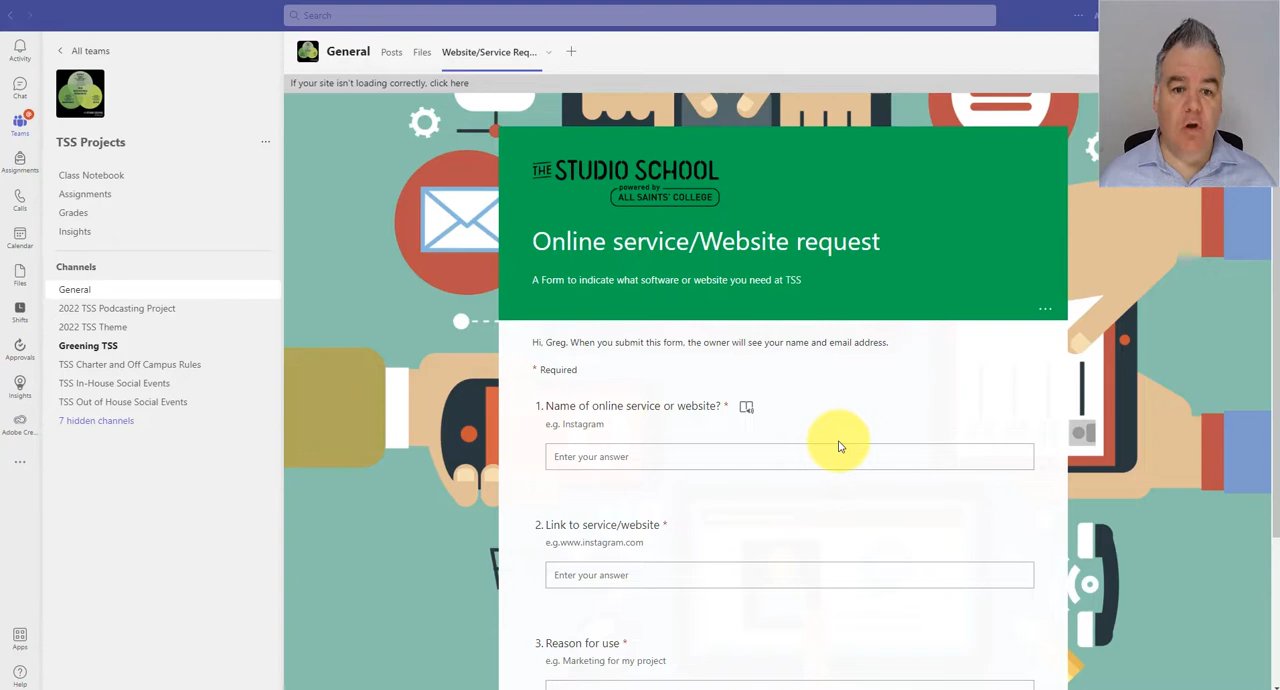 Search
Activity
Chat
Teams
Assignments
Calls
Calendar
Files
Shifts
Approvals
Insights
Adobe Cre...
Apps
Help
All teams
TSS Projects
Class Notebook
Assignments
Grades
Insights
Channels
General
2022 TSS Podcasting Project
2022 TSS Theme
Greening TSS
TSS Charter and Off Campus Rules
TSS In-House Social Events
TSS Out of House Social Events
7 hidden channels
General Posts Files Website/Service Req...
If your site isn't loading correctly, click here
THE STUDIO SCHOOL
powered by
ALL SAINTS' COLLEGE
Online service/Website request
A Form to indicate what software or website you need at TSS
Hi, Greg. When you submit this form, the owner will see your name and email address.
* Required
1. Name of online service or website? *
e.g. Instagram
Enter your answer
2. Link to service/website *
e.g.www.instagram.com
Enter your answer
3. Reason for use *
e.g. Marketing for my project